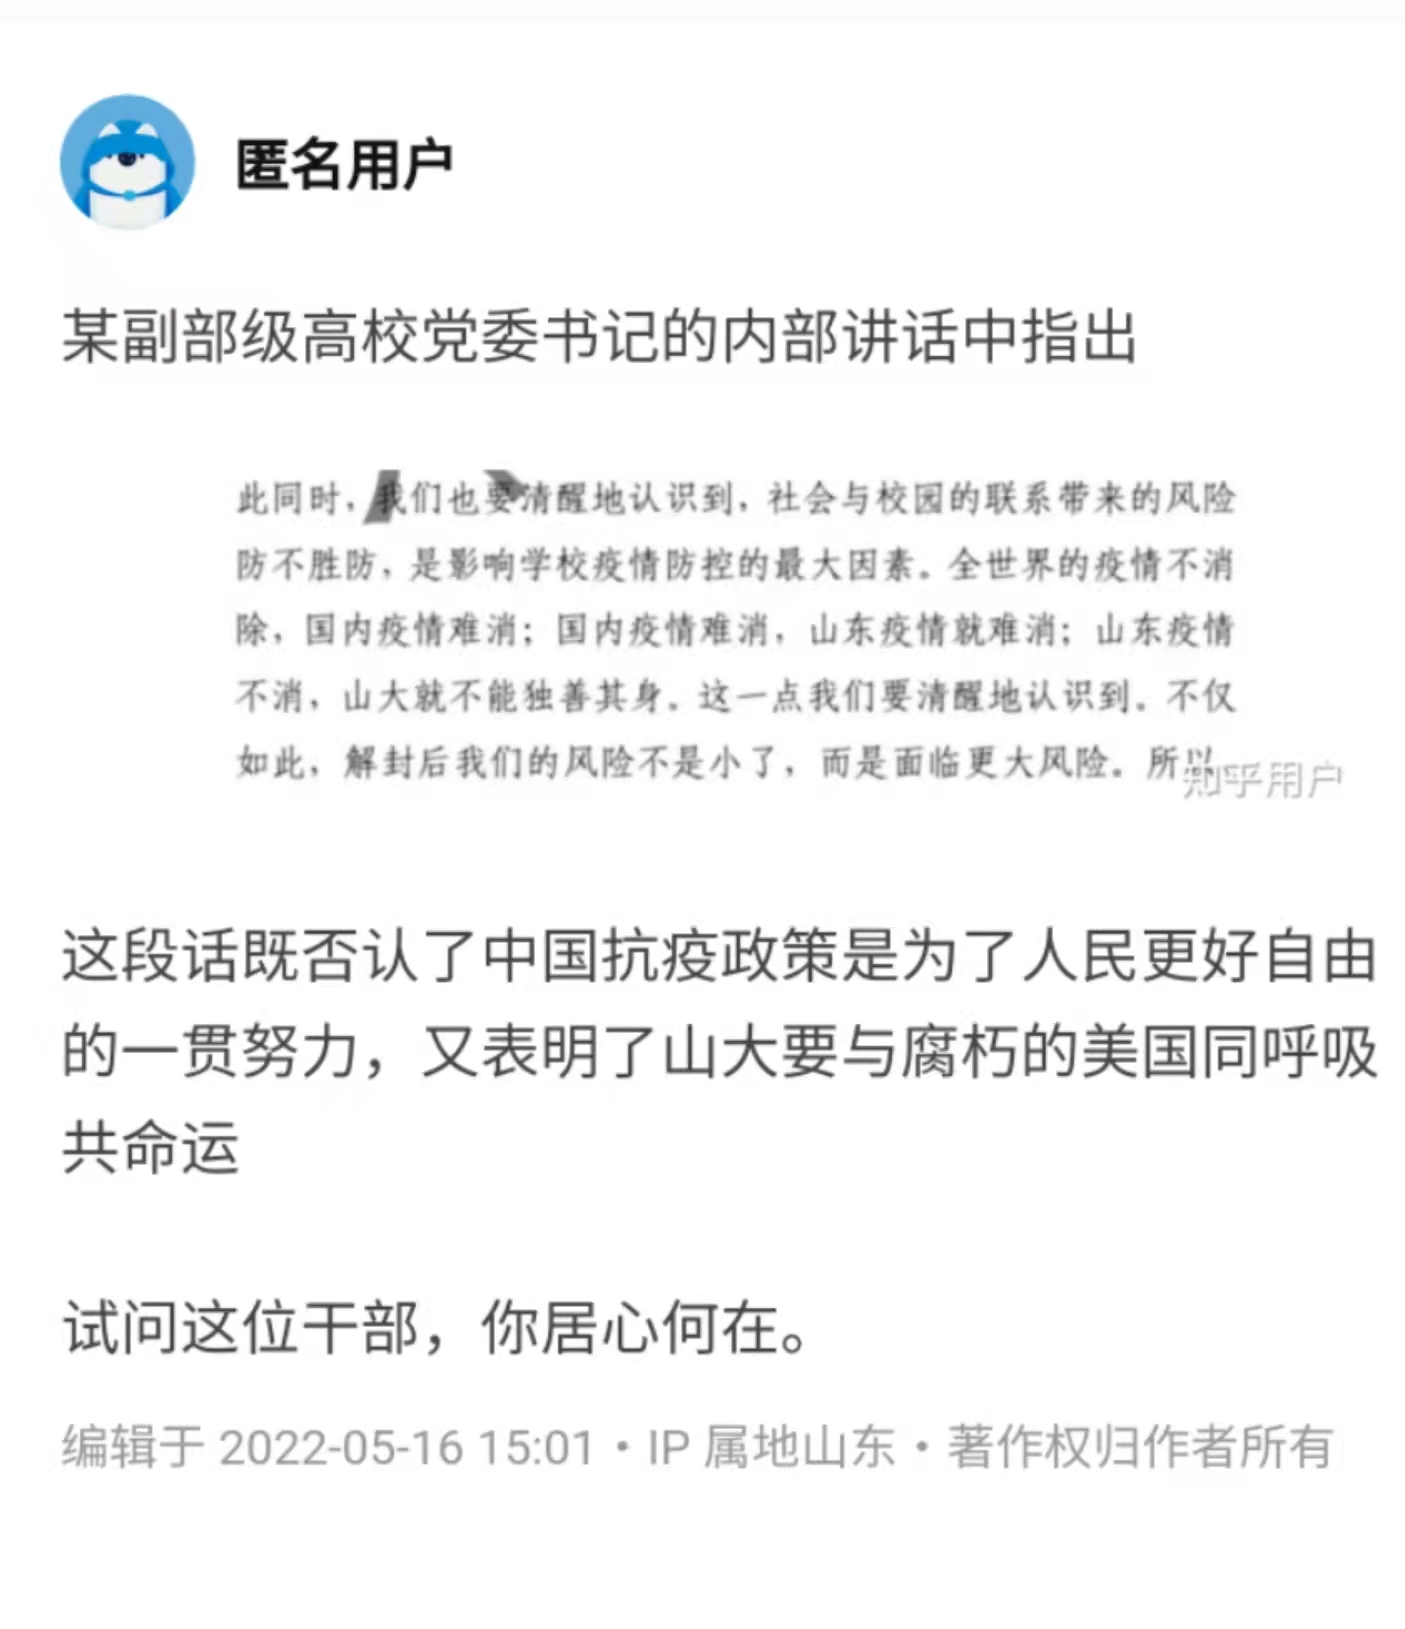 匿名用户
某副部级高校党委书记的内部讲话中指出
此同时，我们也要清醒地认识到，社会与校园的联系带来的风险
防不胜防，是影响学校疫情防控的最大因素。全世界的疫情不消
除，国内疫情难消；国内疫情难消，山东疫情就难消；山东疫情
不消，山大就不能独善其身。这一点我们要清醒地认识到。不仅
如此，解封后我们的风险不是小了，而是面临更大风险。所以
知乎用户
这段话既否认了中国抗疫政策是为了人民更好自由
的一贯努力，又表明了山大要与腐朽的美国同呼吸
共命运
试问这位干部，你居心何在。
编辑于 2022-05-16 15:01・IP 属地山东・著作权归作者所有